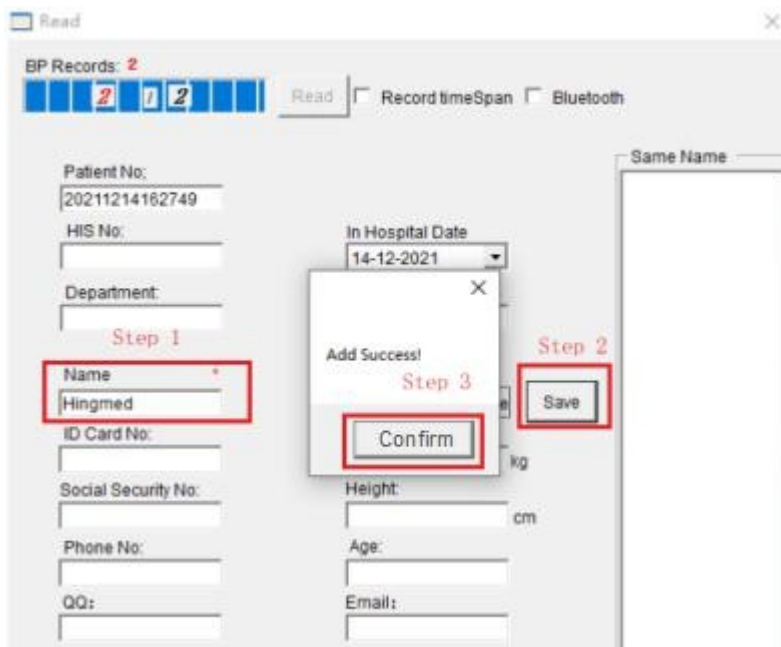 Read
BP Records: 2
2 / 2 Read Record timeSpan Bluetooth
Same Name
Patient No;
20211214162749
HIS No:
In Hospital Date
14-12-2021
Department:
Step 1
Add Success!
Step 2
Name *
Step 3
Hingmed
e
Save
Confirm
ID Card No:
kg
Social Security No:
Height:
cm
Phone No:
Age:
QQ:
Email: